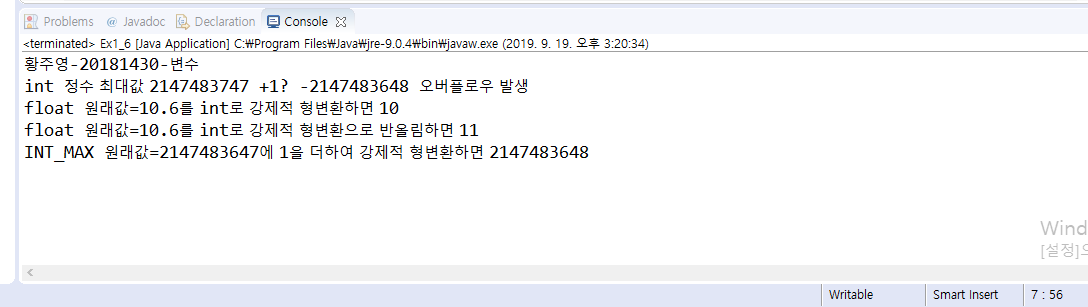 Problems @ Javadoc Declaration Console
<terminated> Ex1_6 [Java Application] C:₩Program Files₩Java₩jre-9.0.4₩bin₩javaw.exe (2019. 9. 19. 오후 3:20:34)
황주영-20181430-변수
int 정수 최대값 2147483747 +1? -2147483648 오버플로우 발생
float 원래값=10.6를 int로 강제적 형변환하면 10
float 원래값=10.6를 int로 강제적 형변환으로 반올림하면 11
INT_MAX 원래값=2147483647에 1을 더하여 강제적 형변환하면 2147483648
Wind
[설정]으
Writable Smart Insert 7 : 56